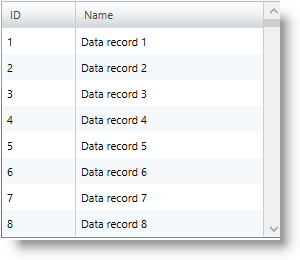 ID Name
1 Data record 1
2 Data record 2
3 Data record 3
4 Data record 4
5 Data record 5
6 Data record 6
7 Data record 7
8 Data record 8